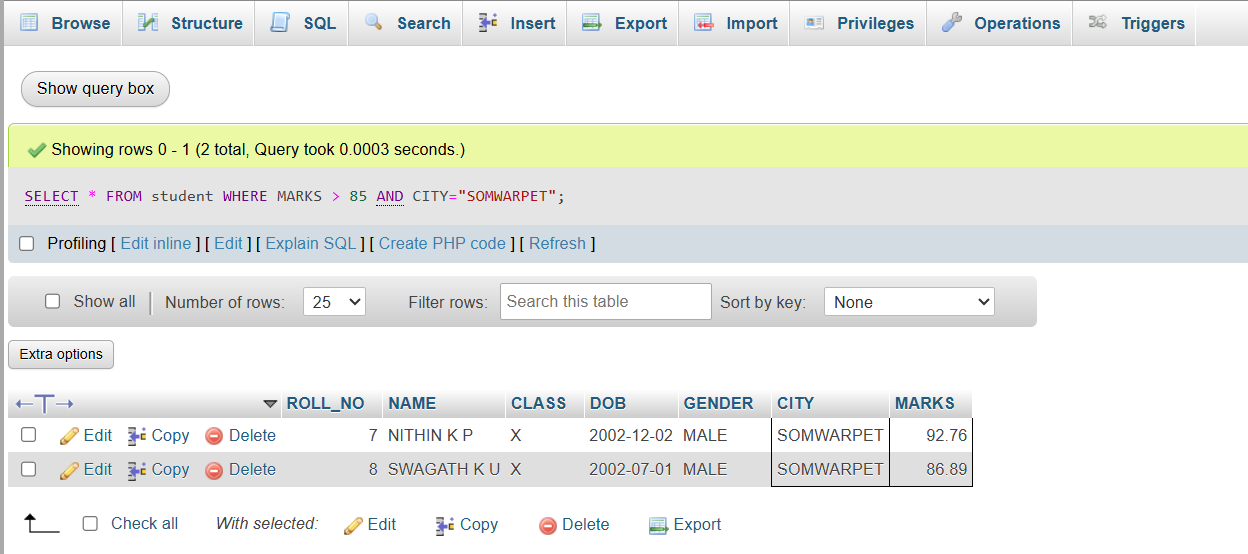 Browse Structure SQL Search Insert Export Import Privileges Operations Triggers
Show query box
Showing rows 0 - 1 (2 total, Query took 0.0003 seconds.)
SELECT * FROM student WHERE MARKS > 85 AND CITY="SOMWARPET";
Profiling [ Edit inline ] [ Edit ] [ Explain SQL ] [ Create PHP code ] [ Refresh ]
Show all Number of rows: 25 Filter rows: Search this table Sort by key: None
Extra options
←T→ ROLL_NO NAME CLASS DOB GENDER CITY MARKS
Edit Copy Delete 7 NITHIN K P X 2002-12-02 MALE SOMWARPET 92.76
Edit Copy Delete 8 SWAGATH K U X 2002-07-01 MALE SOMWARPET 86.89
Check all With selected: Edit Copy Delete Export